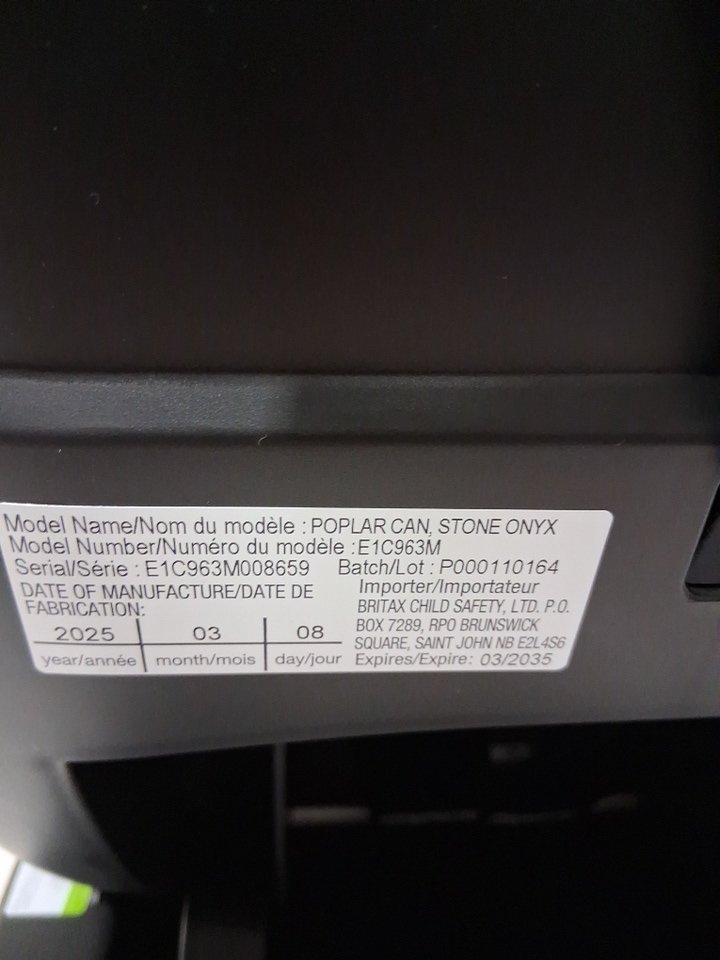 Model Name/Nom du modèle : POPLAR CAN, STONE ONYX
Model Number/Numéro du modèle : E1C963M
Serial/Série : E1C963M008659 Batch/Lot : P000110164
DATE OF MANUFACTURE/DATE DE
FABRICATION:
2025 03 08
year/année month/mois day/jour
Importer/Importateur
BRITAX CHILD SAFETY, LTD. P.O.
BOX 7289, RPO BRUNSWICK
SQUARE, SAINT JOHN NB E2L4S6
Expires/Expire: 03/2035